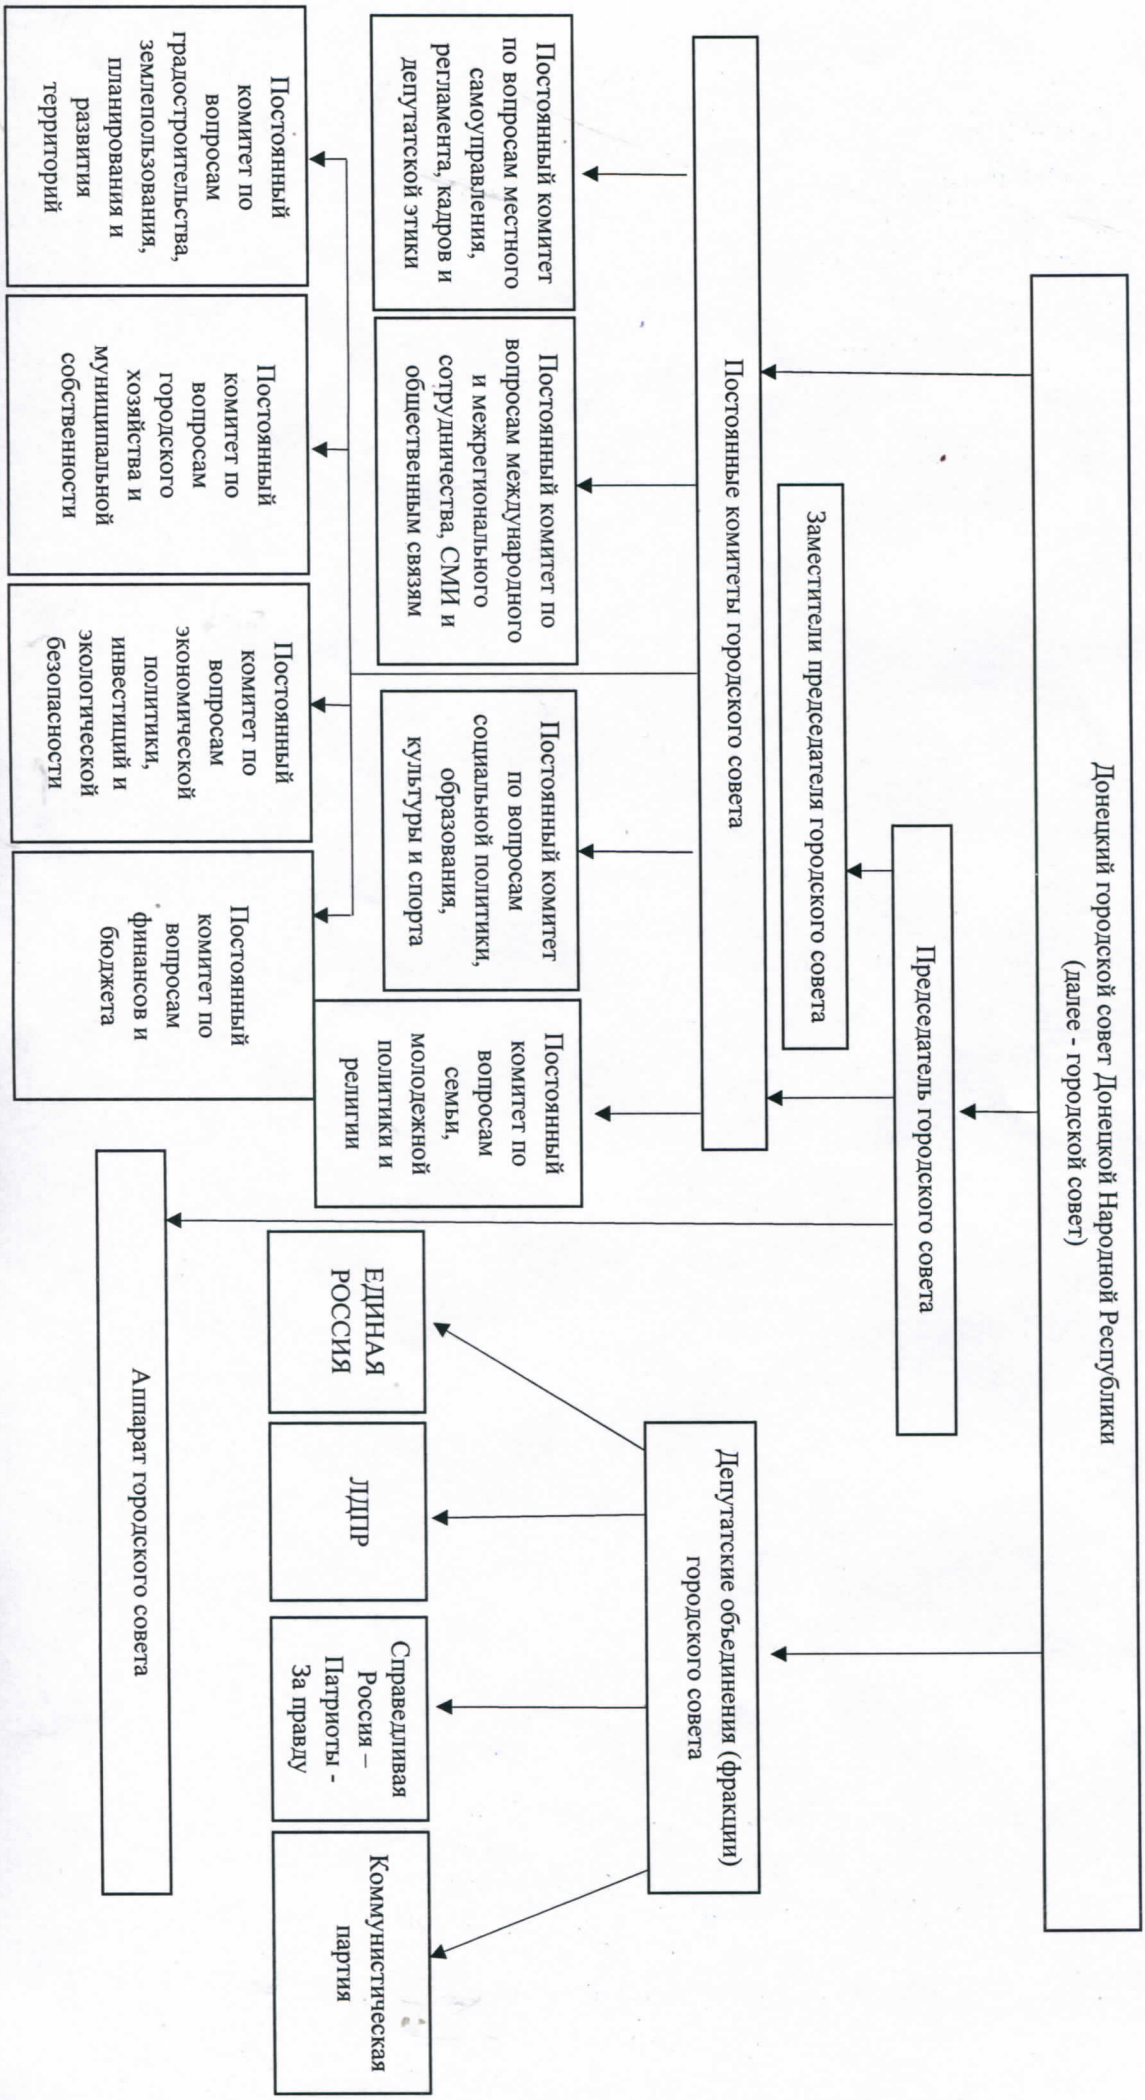 Донецкий городской совет Донецкой Народной Республики
(далее - городской совет)
Председатель городского совета
Заместители председателя городского совета
Постоянные комитеты городского совета
Депутатские объединения (фракции)
городского совета
Постоянный комитет
по вопросам местного
самоуправления,
регламента, кадров и
депутатской этики
Постоянный комитет по
вопросам международного
и межрегионального
сотрудничества, СМИ и
общественным связям
Постоянный комитет
по вопросам
социальной политики,
образования,
культуры и спорта
Постоянный
комитет по
вопросам
семьи,
молодежной
политики и
религии
ЕДИНАЯ
РОССИЯ
ЛДПР
Справедливая
Россия –
Патриоты -
За правду
Коммунистическая
партия
Постоянный
комитет по
вопросам
градостроительства,
землепользования,
планирования и
развития
территорий
Постоянный
комитет по
вопросам
городского
хозяйства и
муниципальной
собственности
Постоянный
комитет по
вопросам
экономической
политики,
инвестиций и
экологической
безопасности
Постоянный
комитет по
вопросам
финансов и
бюджета
Аппарат городского совета